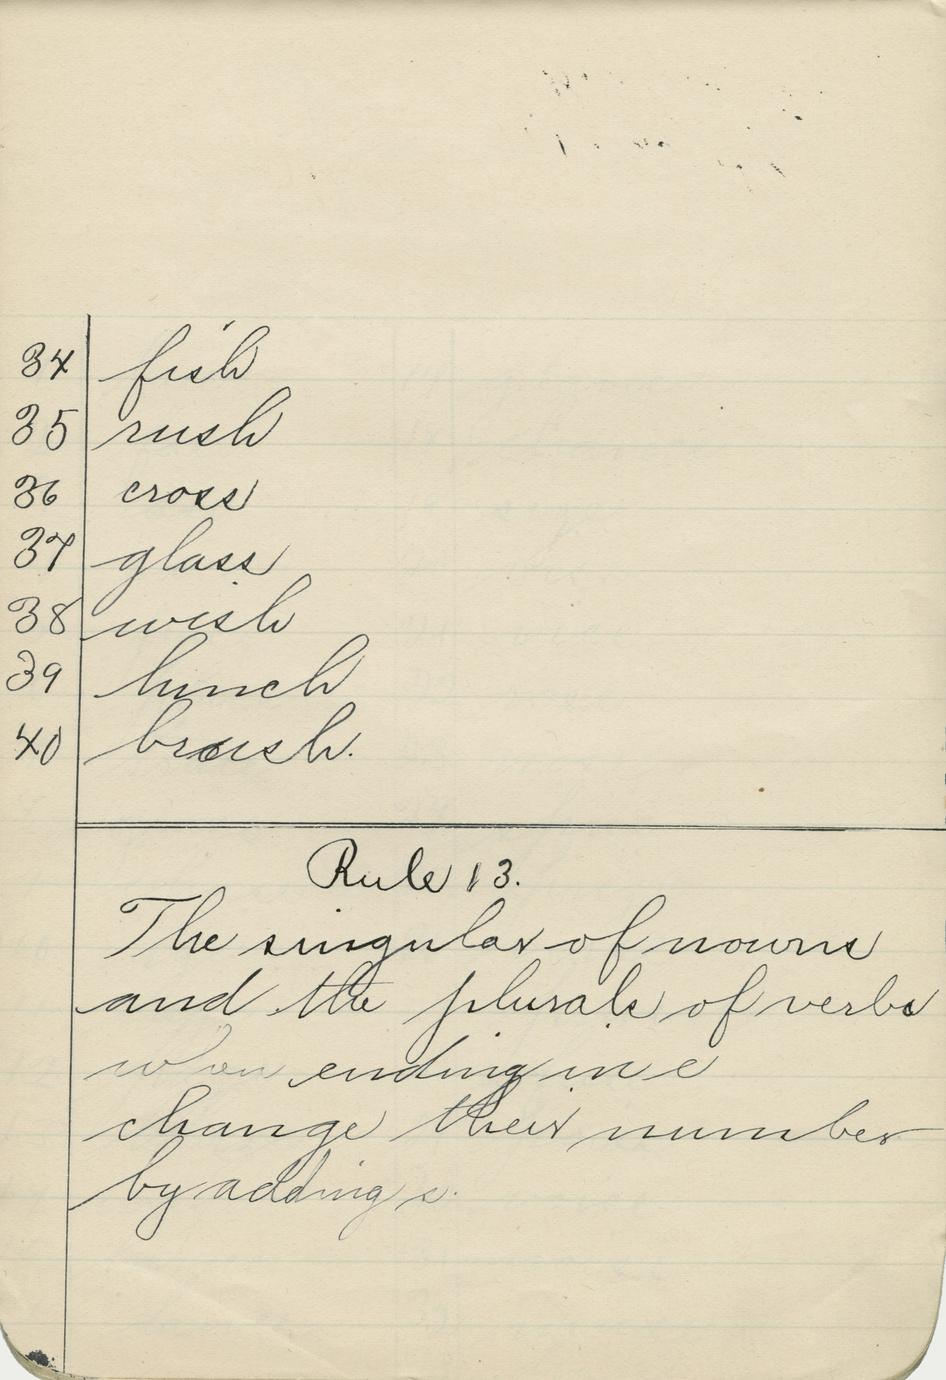 34 fish
35 rush
36 cross
37 glass
38 wish
39 lunch
40 brush.
Rule 13.
The singular of nouns
and the plurals of verbs
when ending in e
change their number
by adding s.